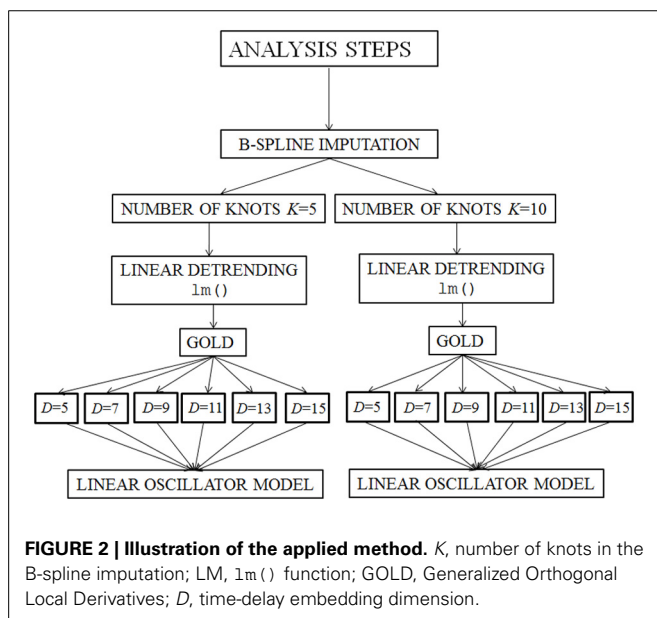 ANALYSIS STEPS
B-SPLINE IMPUTATION
NUMBER OF KNOTS K=5
NUMBER OF KNOTS K=10
LINEAR DETRENDING
lm()
LINEAR DETRENDING
lm()
GOLD
GOLD
D=5 D=7 D=9 D=11 D=13 D=15
D=5 D=7 D=9 D=11 D=13 D=15
LINEAR OSCILLATOR MODEL
LINEAR OSCILLATOR MODEL
FIGURE 2 | Illustration of the applied method. K, number of knots in the
B-spline imputation; LM, lm() function; GOLD, Generalized Orthogonal
Local Derivatives; D, time-delay embedding dimension.